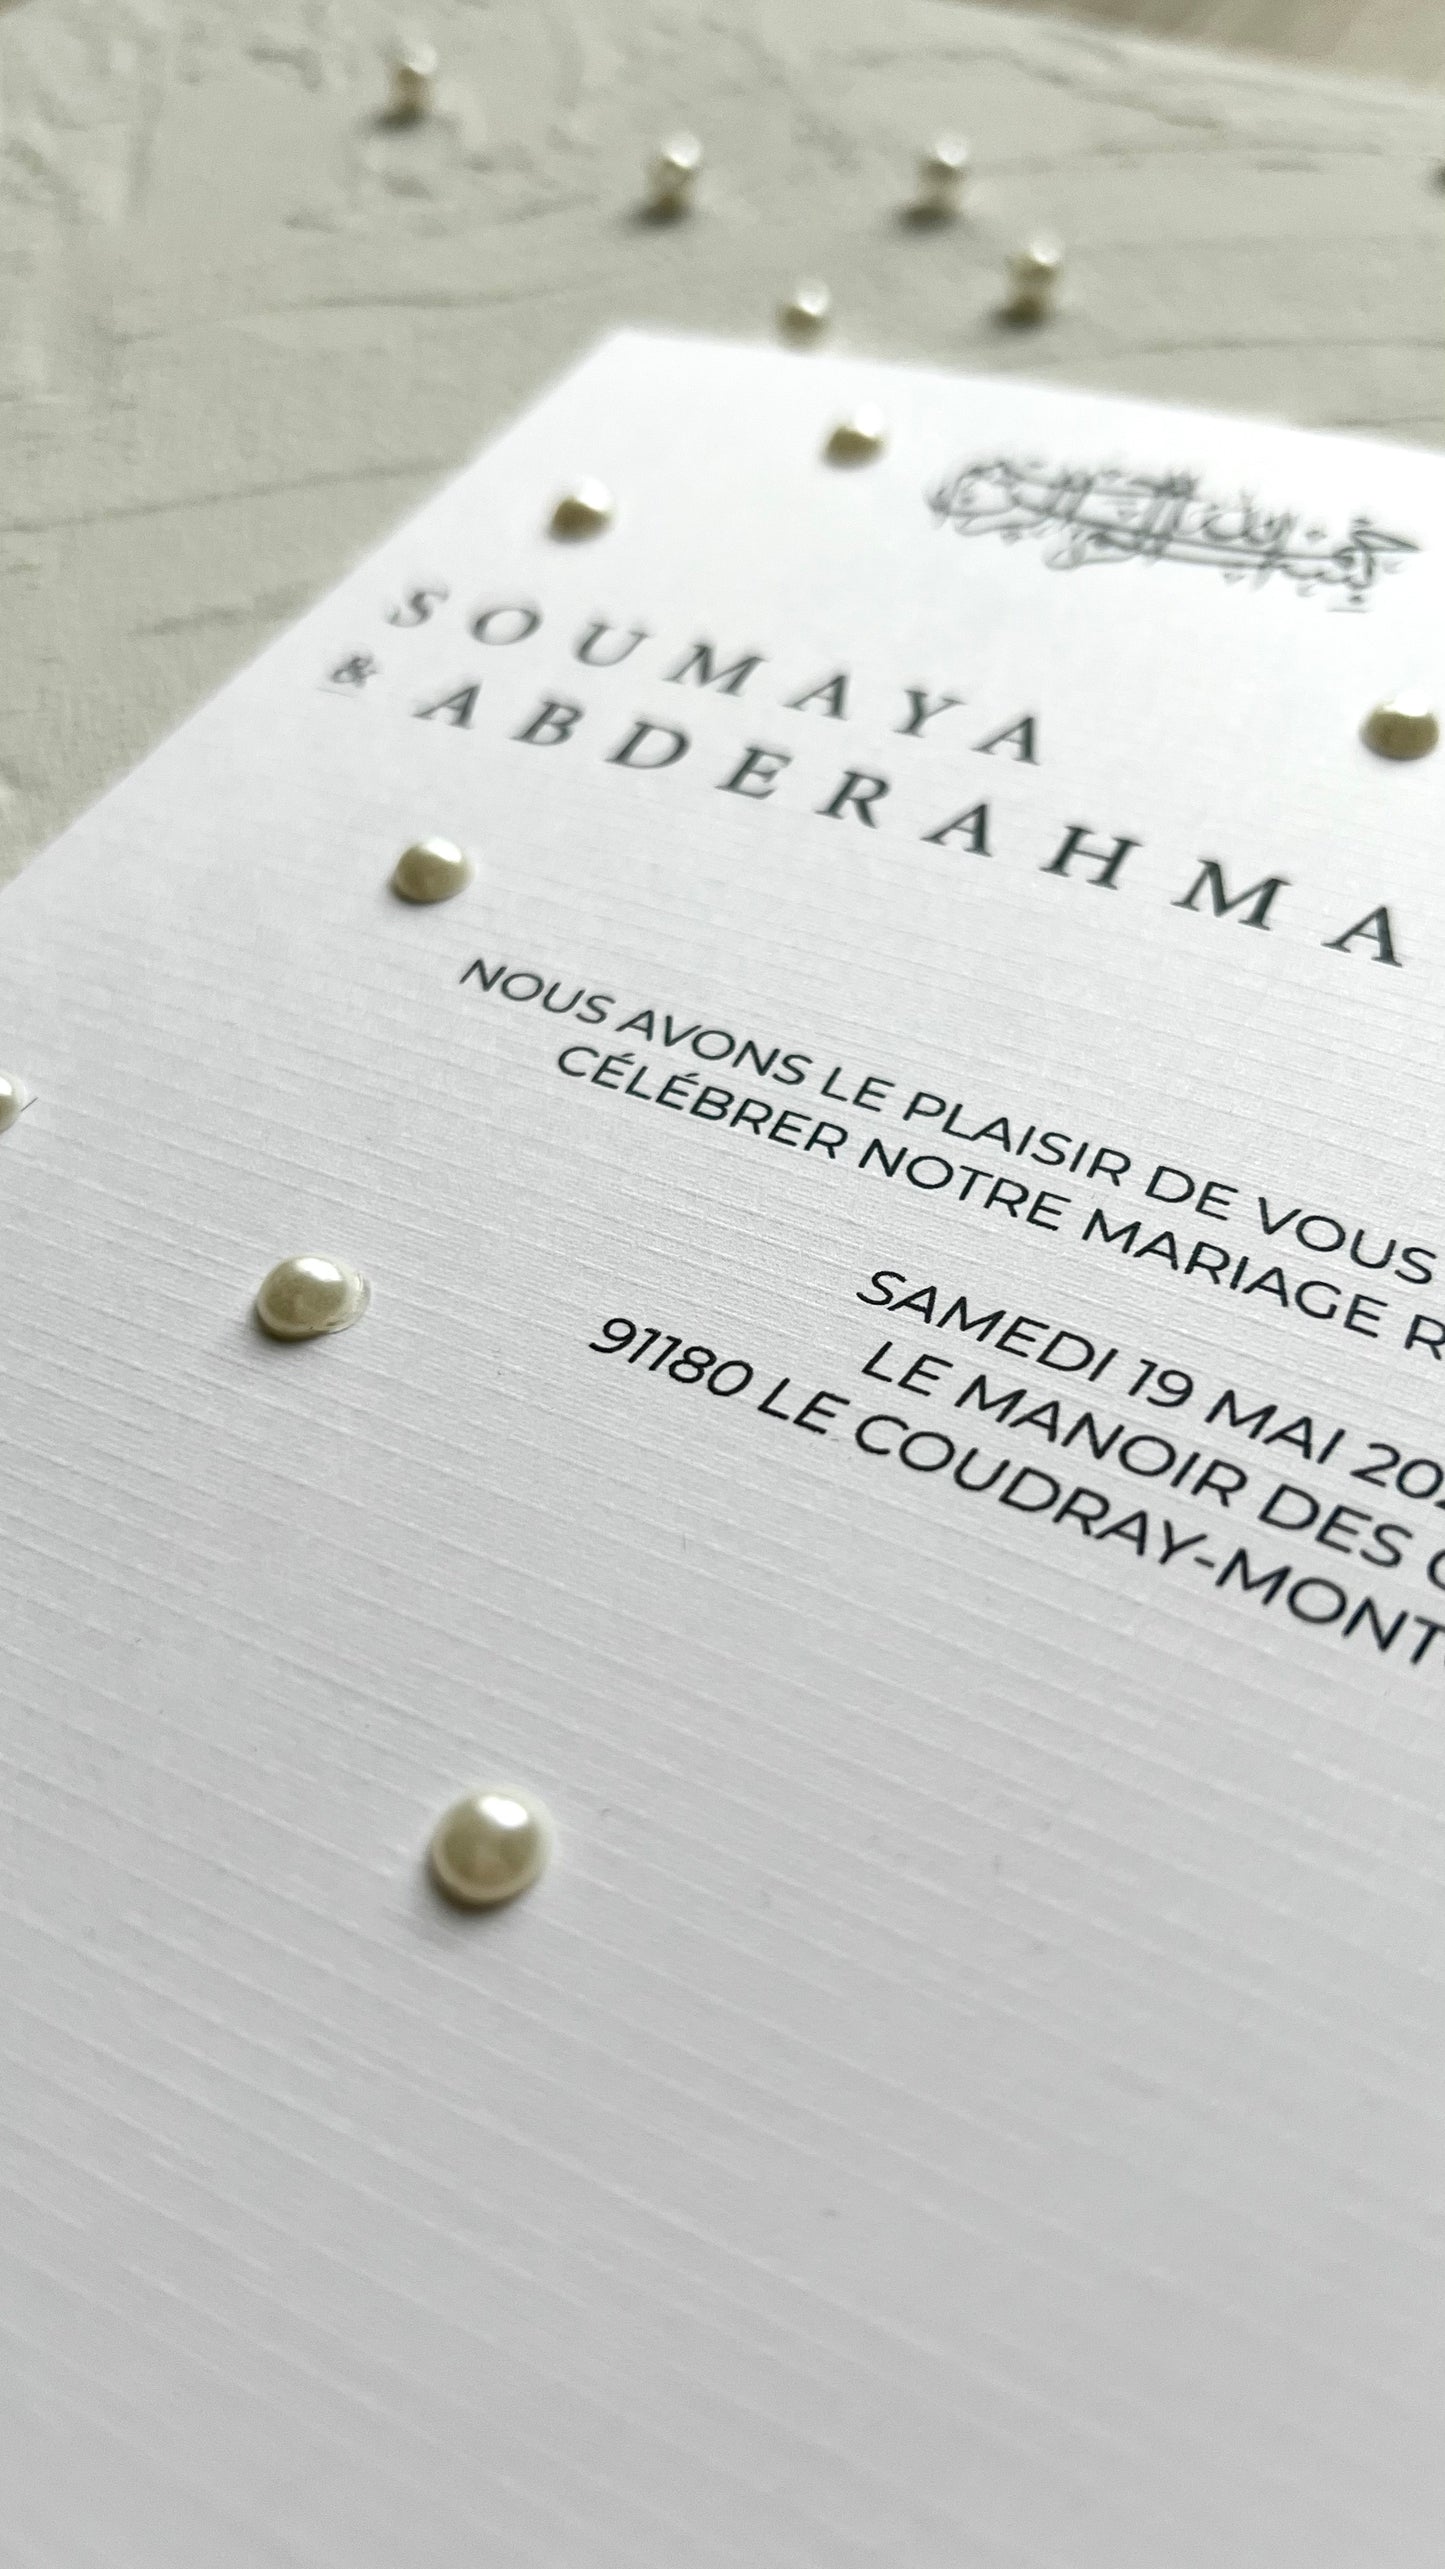 SOUMAYA
& ABDERAHMA
NOUS AVONS LE PLAISIR DE VOUS
CÉLÉBRER NOTRE MARIAGE R
SAMEDI 19 MAI 202
LE MANOIR DES
91180 LE COUDRAY-MONT